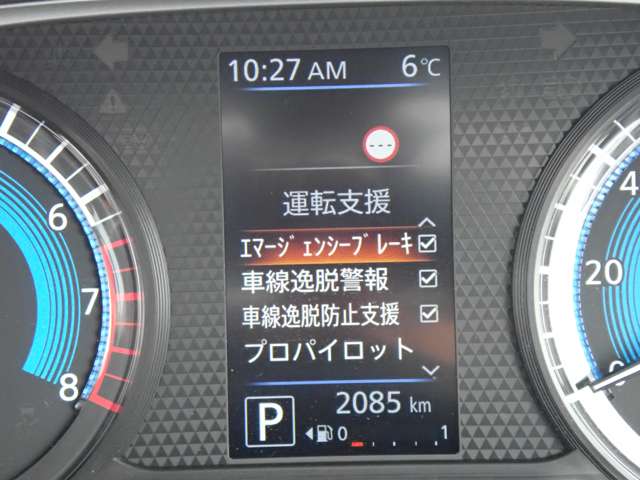 10:27 AM 6℃
---
運転支援
ｴﾏｰｼﾞｪﾝｼｰﾌﾞﾚｰｷ
車線逸脱警報
車線逸脱防止支援
プロパイロット
P 2085 km
0 1
6
7
8
4
20